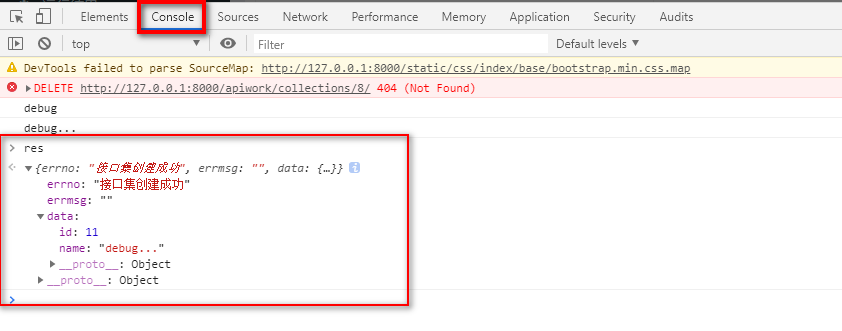 Elements Console Sources Network Performance Memory Application Security Audits
top Filter Default levels
DevTools failed to parse SourceMap: http://127.0.0.1:8000/static/css/index/base/bootstrap.min.css.map
DELETE http://127.0.0.1:8000/apiwork/collections/8/ 404 (Not Found)
debug
debug...
res
{errno: "接口集创建成功", errmsg: "", data: {…}}
errno: "接口集创建成功"
errmsg: ""
data:
id: 11
name: "debug..."
__proto__: Object
__proto__: Object